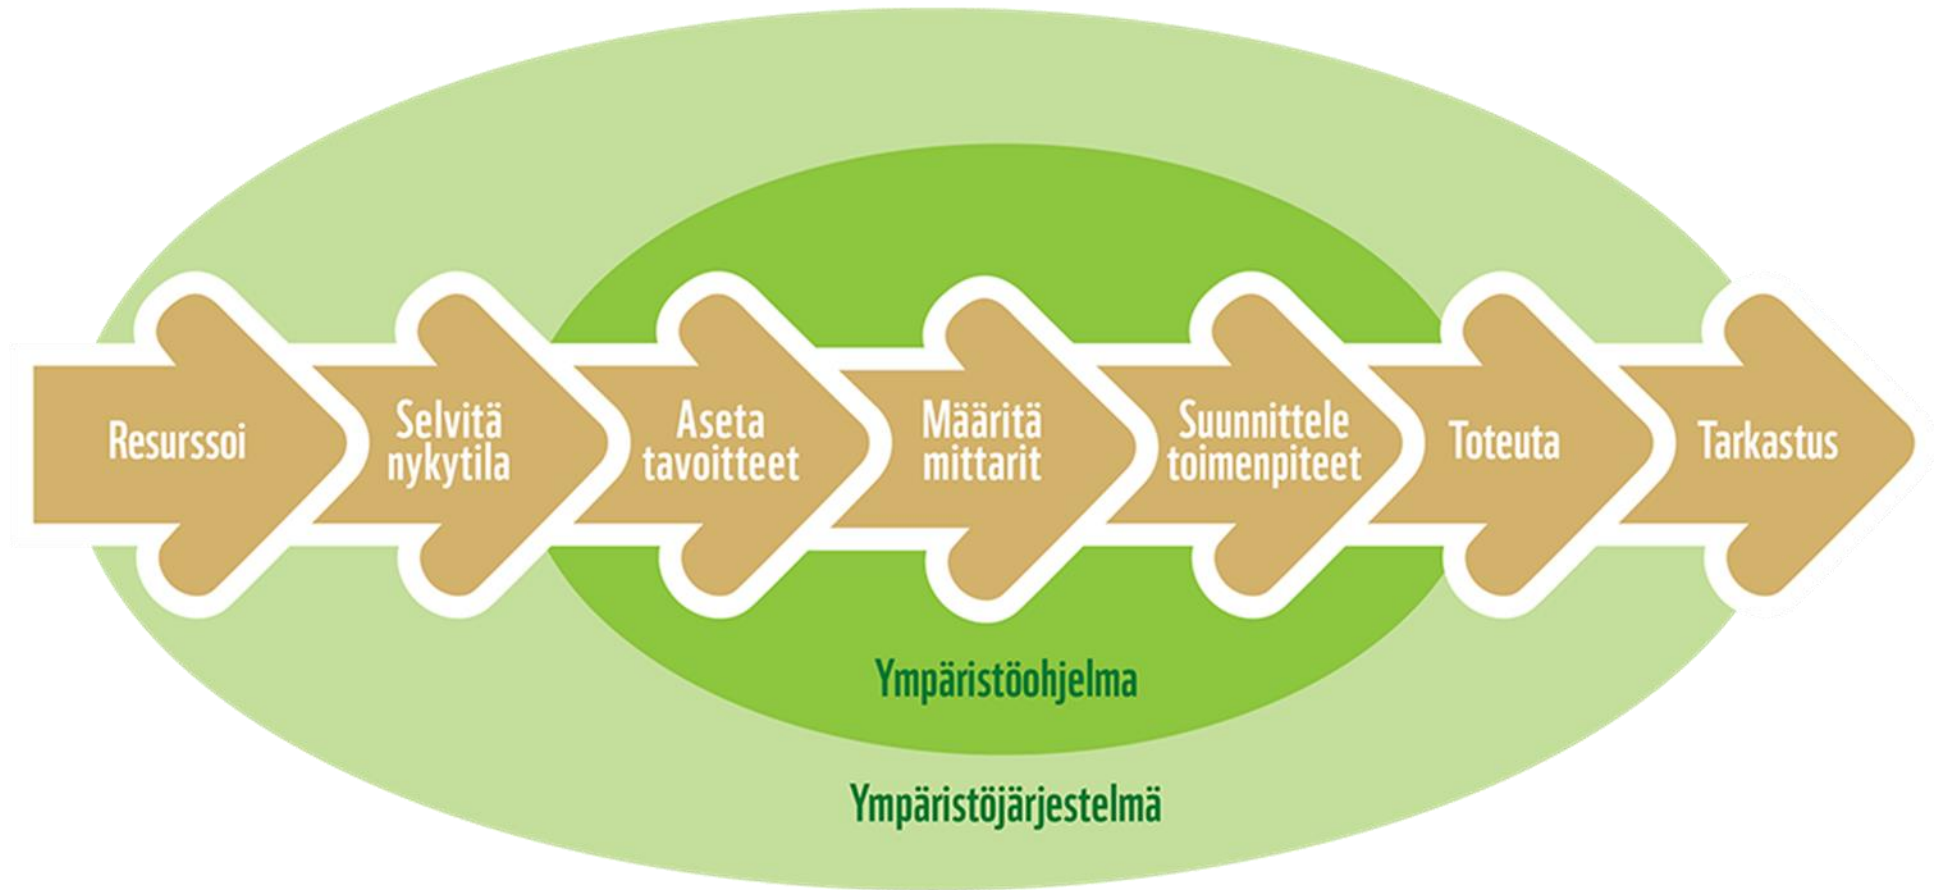 Resurssoi
Selvitä
nykytila
Aseta
tavoitteet
Määritä
mittarit
Suunnittele
toimenpiteet
Toteuta
Tarkastus
Ympäristöohjelma
Ympäristöjärjestelmä